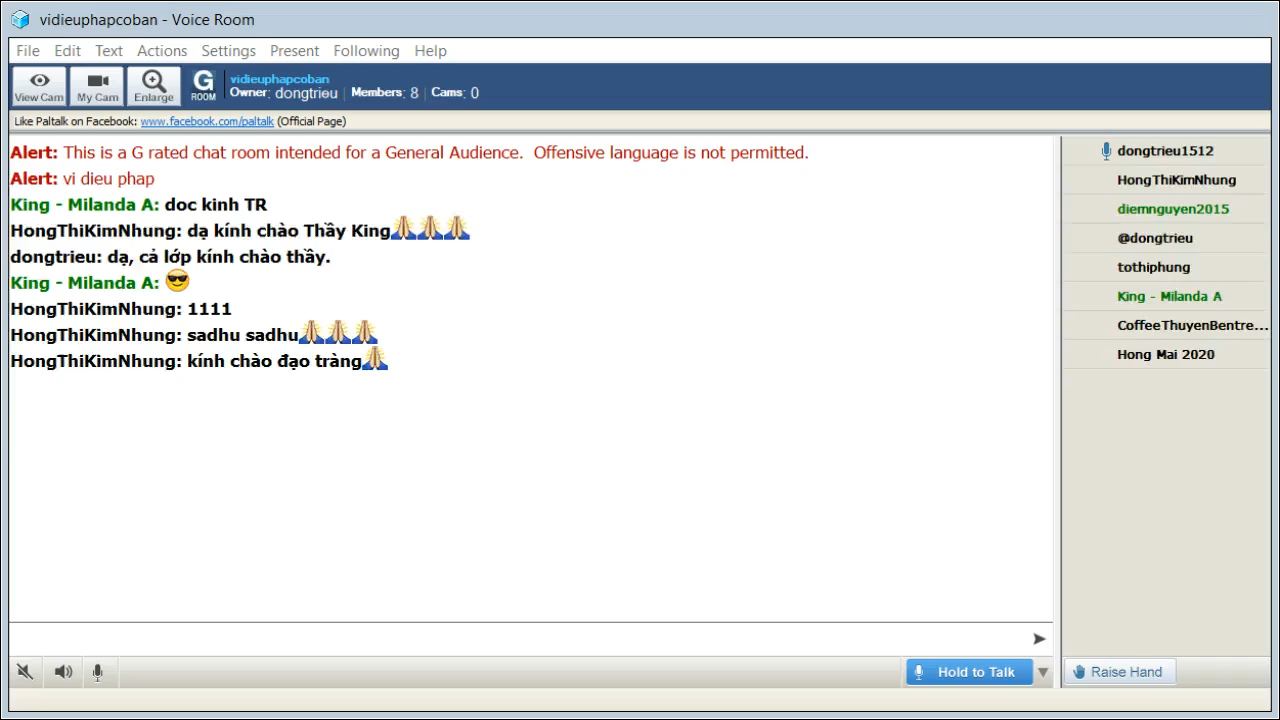 vidieuphapcoban - Voice Room
File Edit Text Actions Settings Present Following Help
View Cam My Cam Enlarge G ROOM
vidieuphapcoban
Owner: dongtrieu | Members: 8 | Cams: 0
Like Paltalk on Facebook: www.facebook.com/paltalk (Official Page)
Alert: This is a G rated chat room intended for a General Audience. Offensive language is not permitted.
Alert: vi dieu phap
King - Milanda A: doc kinh TR
HongThiKimNhung: dạ kính chào Thầy King
dongtrieu: dạ, cả lớp kính chào thầy.
King - Milanda A:
HongThiKimNhung: 1111
HongThiKimNhung: sadhu sadhu
HongThiKimNhung: kính chào đạo tràng
dongtrieu1512
HongThiKimNhung
diemnguyen2015
@dongtrieu
tothiphung
King - Milanda A
CoffeeThuyenBentre...
Hong Mai 2020
Hold to Talk
Raise Hand